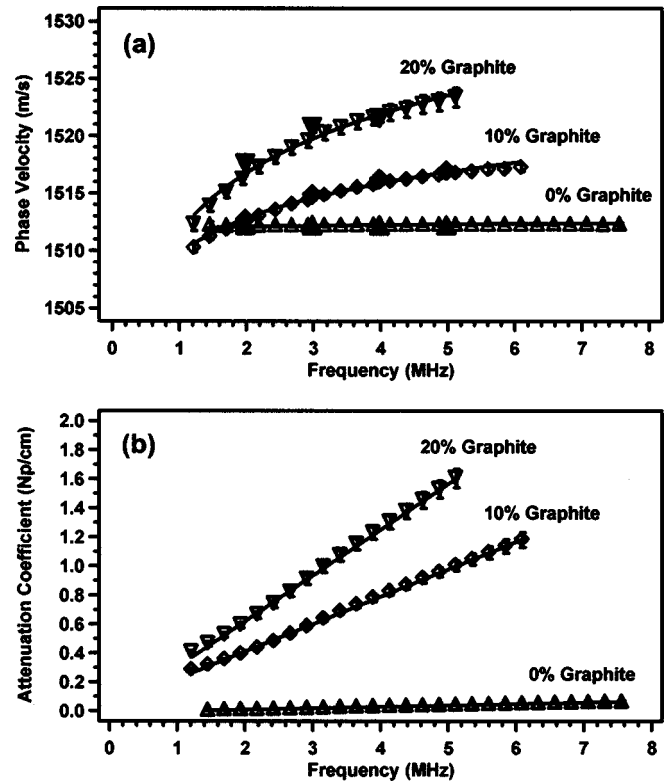 (a)
Phase Velocity (m/s)
1530
1525
1520
1515
1510
1505
20% Graphite
10% Graphite
0% Graphite
0 1 2 3 4 5 6 7 8
Frequency (MHz)
(b)
Attenuation Coefficient (Np/cm)
2.0
1.8
1.6
1.4
1.2
1.0
0.8
0.6
0.4
0.2
0.0
20% Graphite
10% Graphite
0% Graphite
0 1 2 3 4 5 6 7 8
Frequency (MHz)